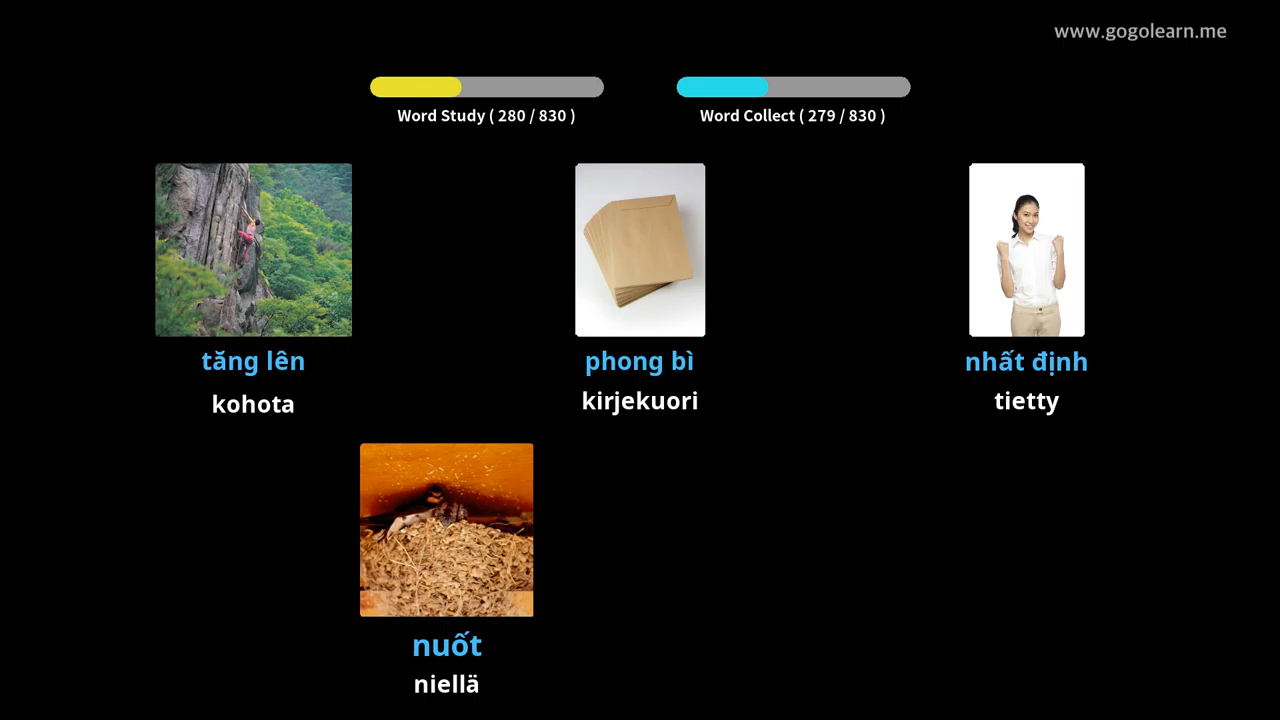 www.gogolearn.me
Word Study ( 280 / 830 )
Word Collect ( 279 / 830 )
tăng lên
kohota
phong bì
kirjekuori
nhất định
tietty
nuốt
niellä